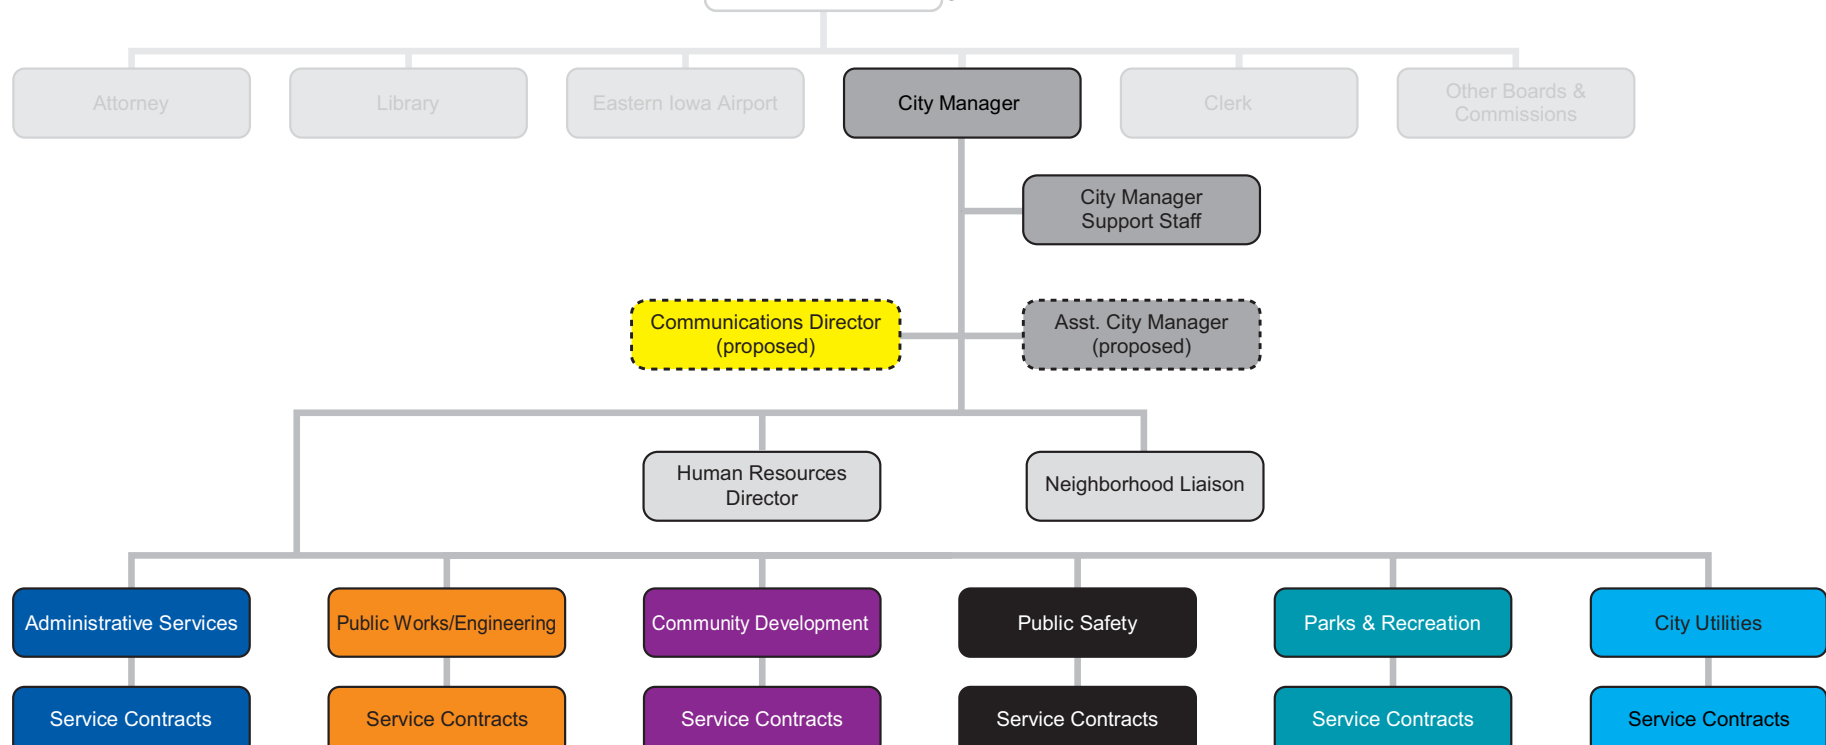 Attorney
Library
Eastern Iowa Airport
City Manager
Clerk
Other Boards &
Commissions
City Manager
Support Staff
Communications Director
(proposed)
Asst. City Manager
(proposed)
Human Resources
Director
Neighborhood Liaison
Administrative Services
Public Works/Engineering
Community Development
Public Safety
Parks & Recreation
City Utilities
Service Contracts
Service Contracts
Service Contracts
Service Contracts
Service Contracts
Service Contracts